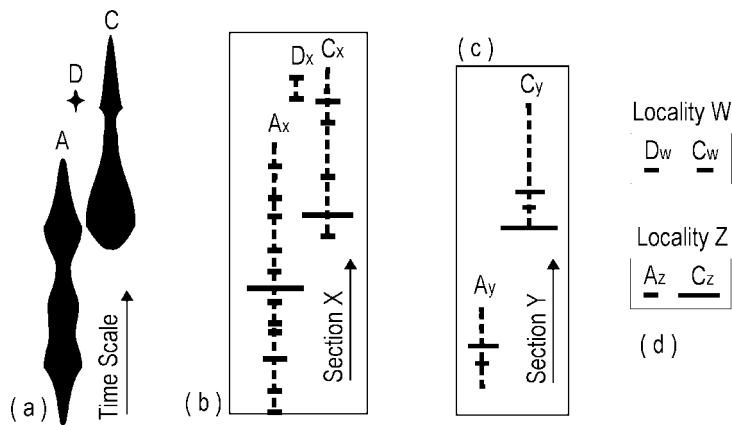 C
D
A
Time Scale
( a )
Dx
Cx
Ax
Section X
( b )
( c )
Cy
Ay
Section Y
Locality W
Dw Cw
Locality Z
Az Cz
( d )